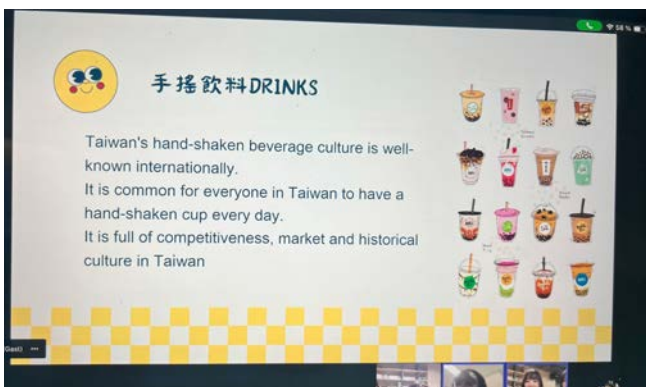 58 %
手搖飲料DRINKS
Taiwan's hand-shaken beverage culture is well-
known internationally.
It is common for everyone in Taiwan to have a
hand-shaken cup every day.
It is full of competitiveness, market and historical
culture in Taiwan